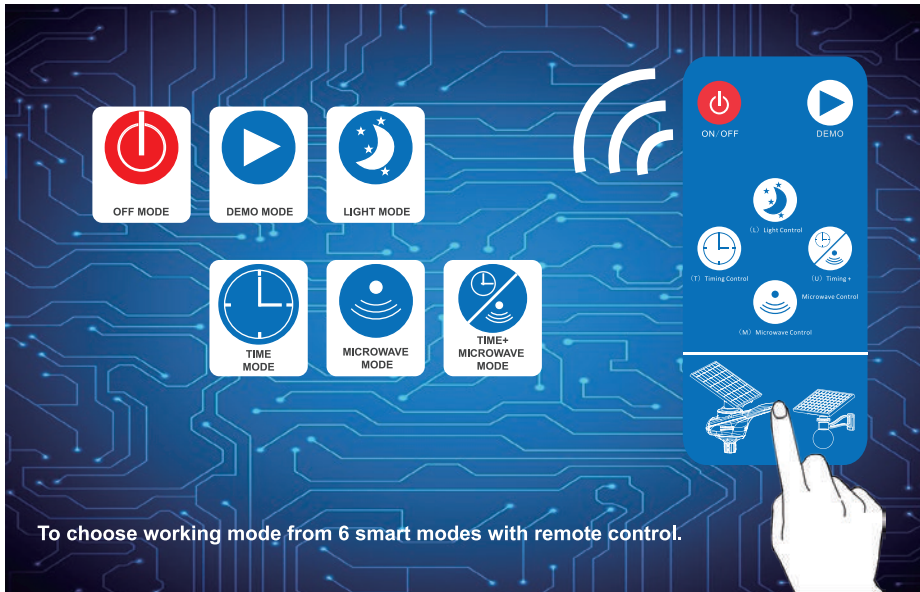 OFF MODE
DEMO MODE
LIGHT MODE
TIME
MODE
MICROWAVE
MODE
TIME+
MICROWAVE
MODE
ON/OFF
DEMO
（L）Light Control
（T）Timing Control
（U）Timing +
Microwave Control
（M）Microwave Control
To choose working mode from 6 smart modes with remote control.